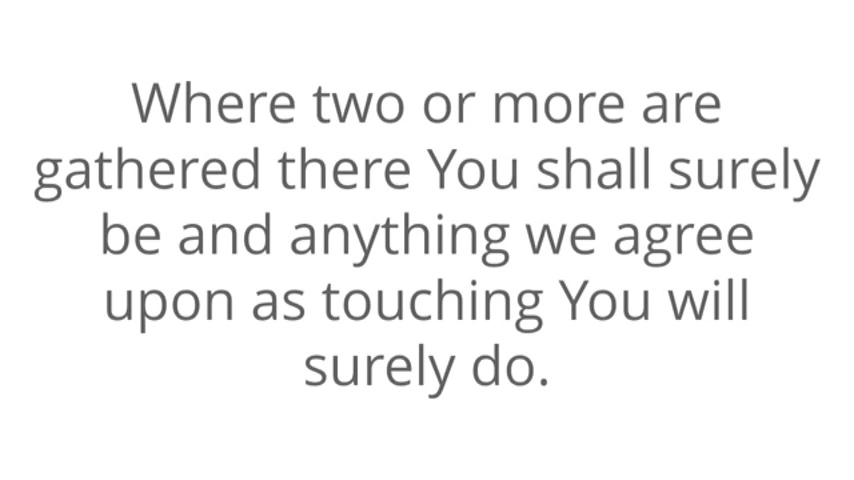 Where two or more are
gathered there You shall surely
be and anything we agree
upon as touching You will
surely do.